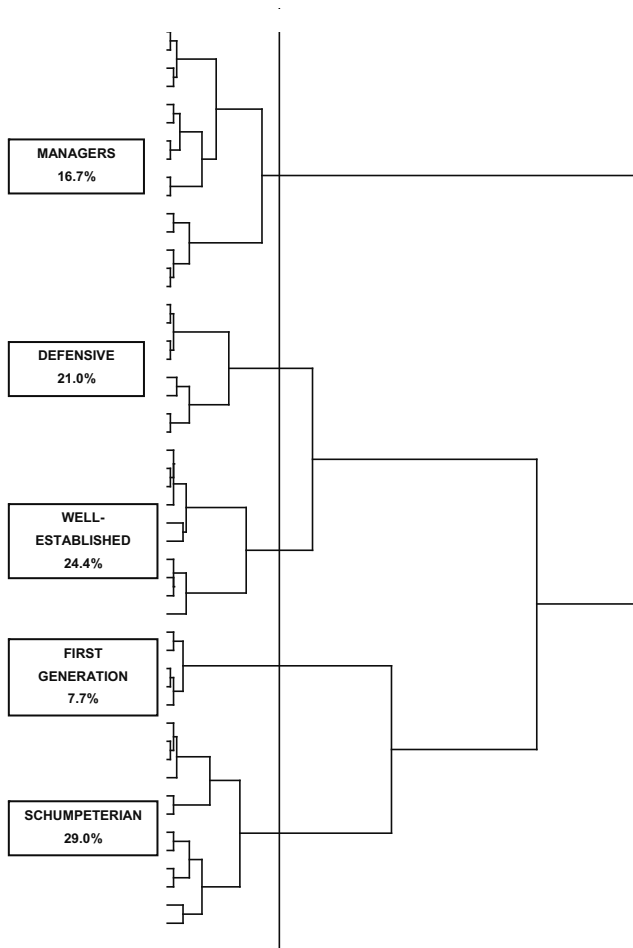 MANAGERS
16.7%
DEFENSIVE
21.0%
WELL-
ESTABLISHED
24.4%
FIRST
GENERATION
7.7%
SCHUMPETERIAN
29.0%